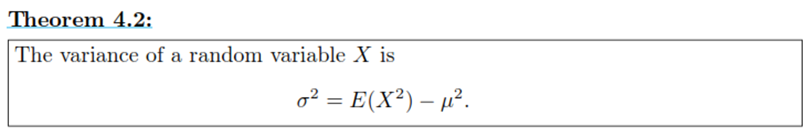 Theorem 4.2:
The variance of a random variable X is
σ² = E(X²) – μ².